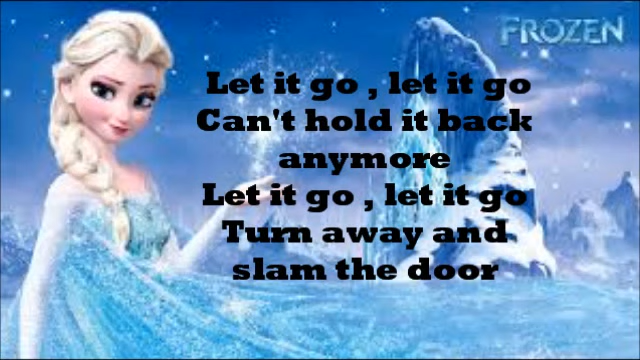 FROZEN
Let it go , let it go
Can't hold it back
anymore
Let it go , let it go
Turn away and
slam the door